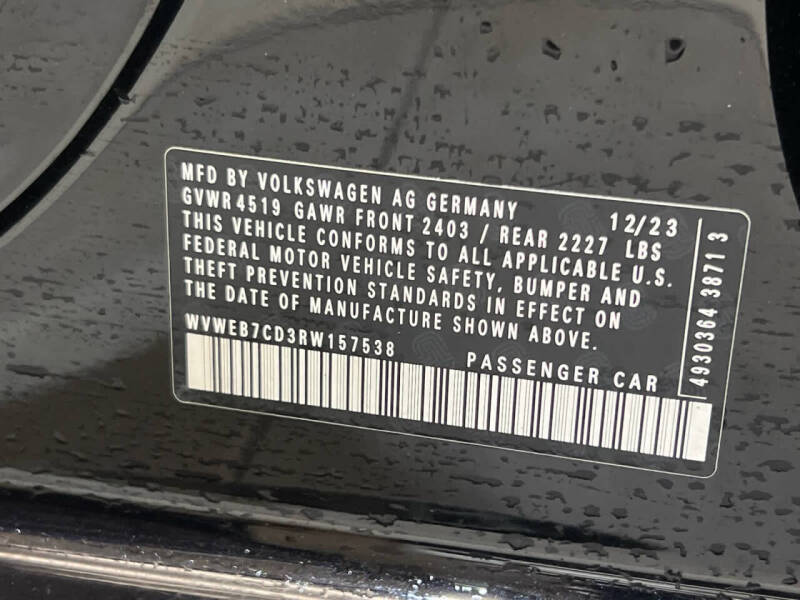 MFD BY VOLKSWAGEN AG GERMANY 12/23
GVWR 4519 GAWR FRONT 2403 / REAR 2227 LBS
THIS VEHICLE CONFORMS TO ALL APPLICABLE U.S.
FEDERAL MOTOR VEHICLE SAFETY, BUMPER AND
THEFT PREVENTION STANDARDS IN EFFECT ON
THE DATE OF MANUFACTURE SHOWN ABOVE.
WVWEB7CD3RW157538 PASSENGER CAR
4930364 3871 3